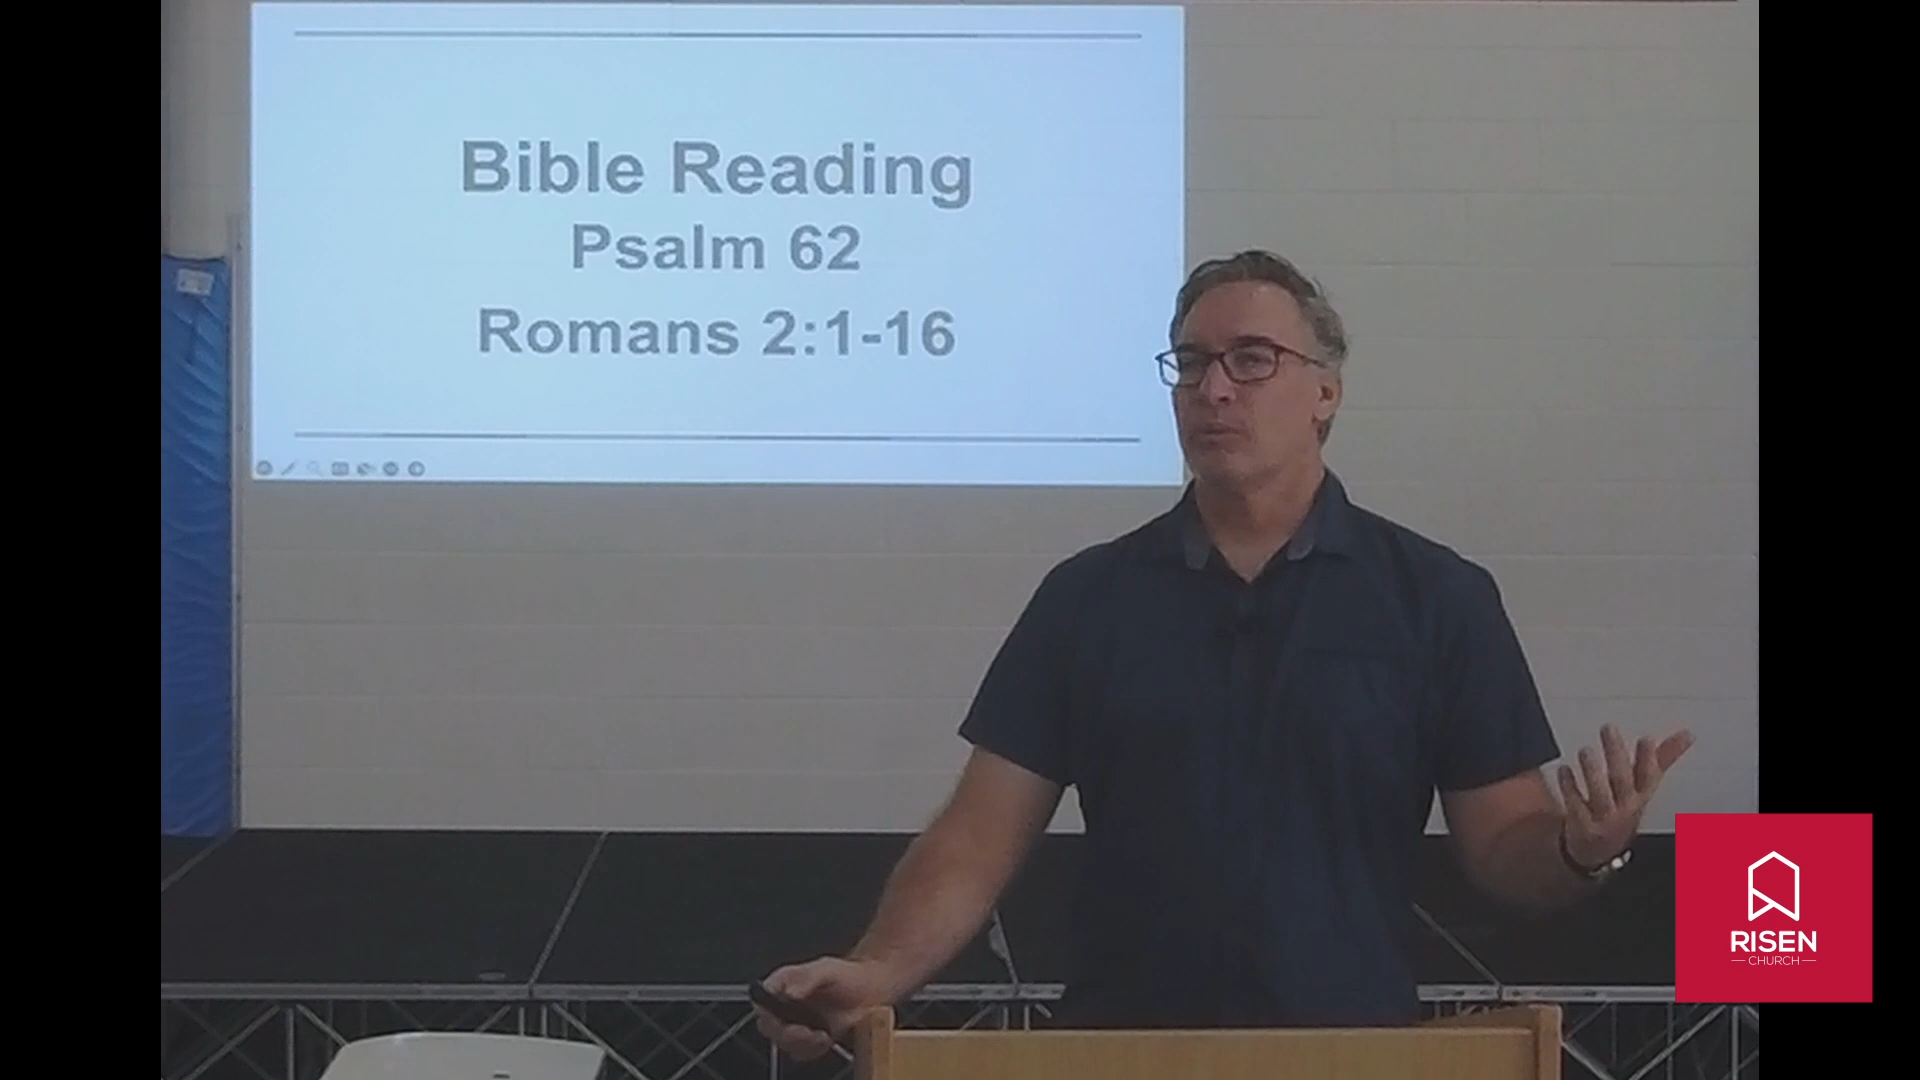 Bible Reading
Psalm 62
Romans 2:1-16
RISEN
CHURCH